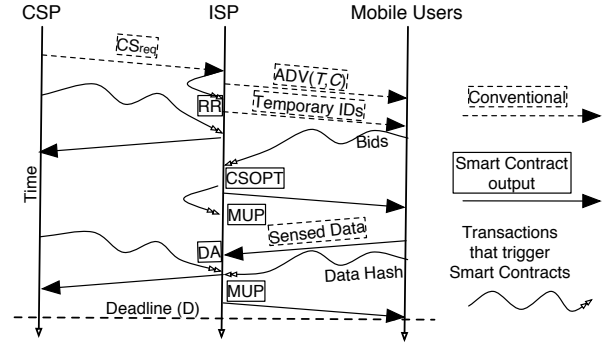 CSP ISP Mobile Users
CSreq
ADV(T,C)
RR
Temporary IDs
Conventional
Bids
Time
CSOPT
Smart Contract
output
MUP
Sensed Data
DA
Data Hash
Transactions
that trigger
Smart Contracts
MUP
Deadline (D)